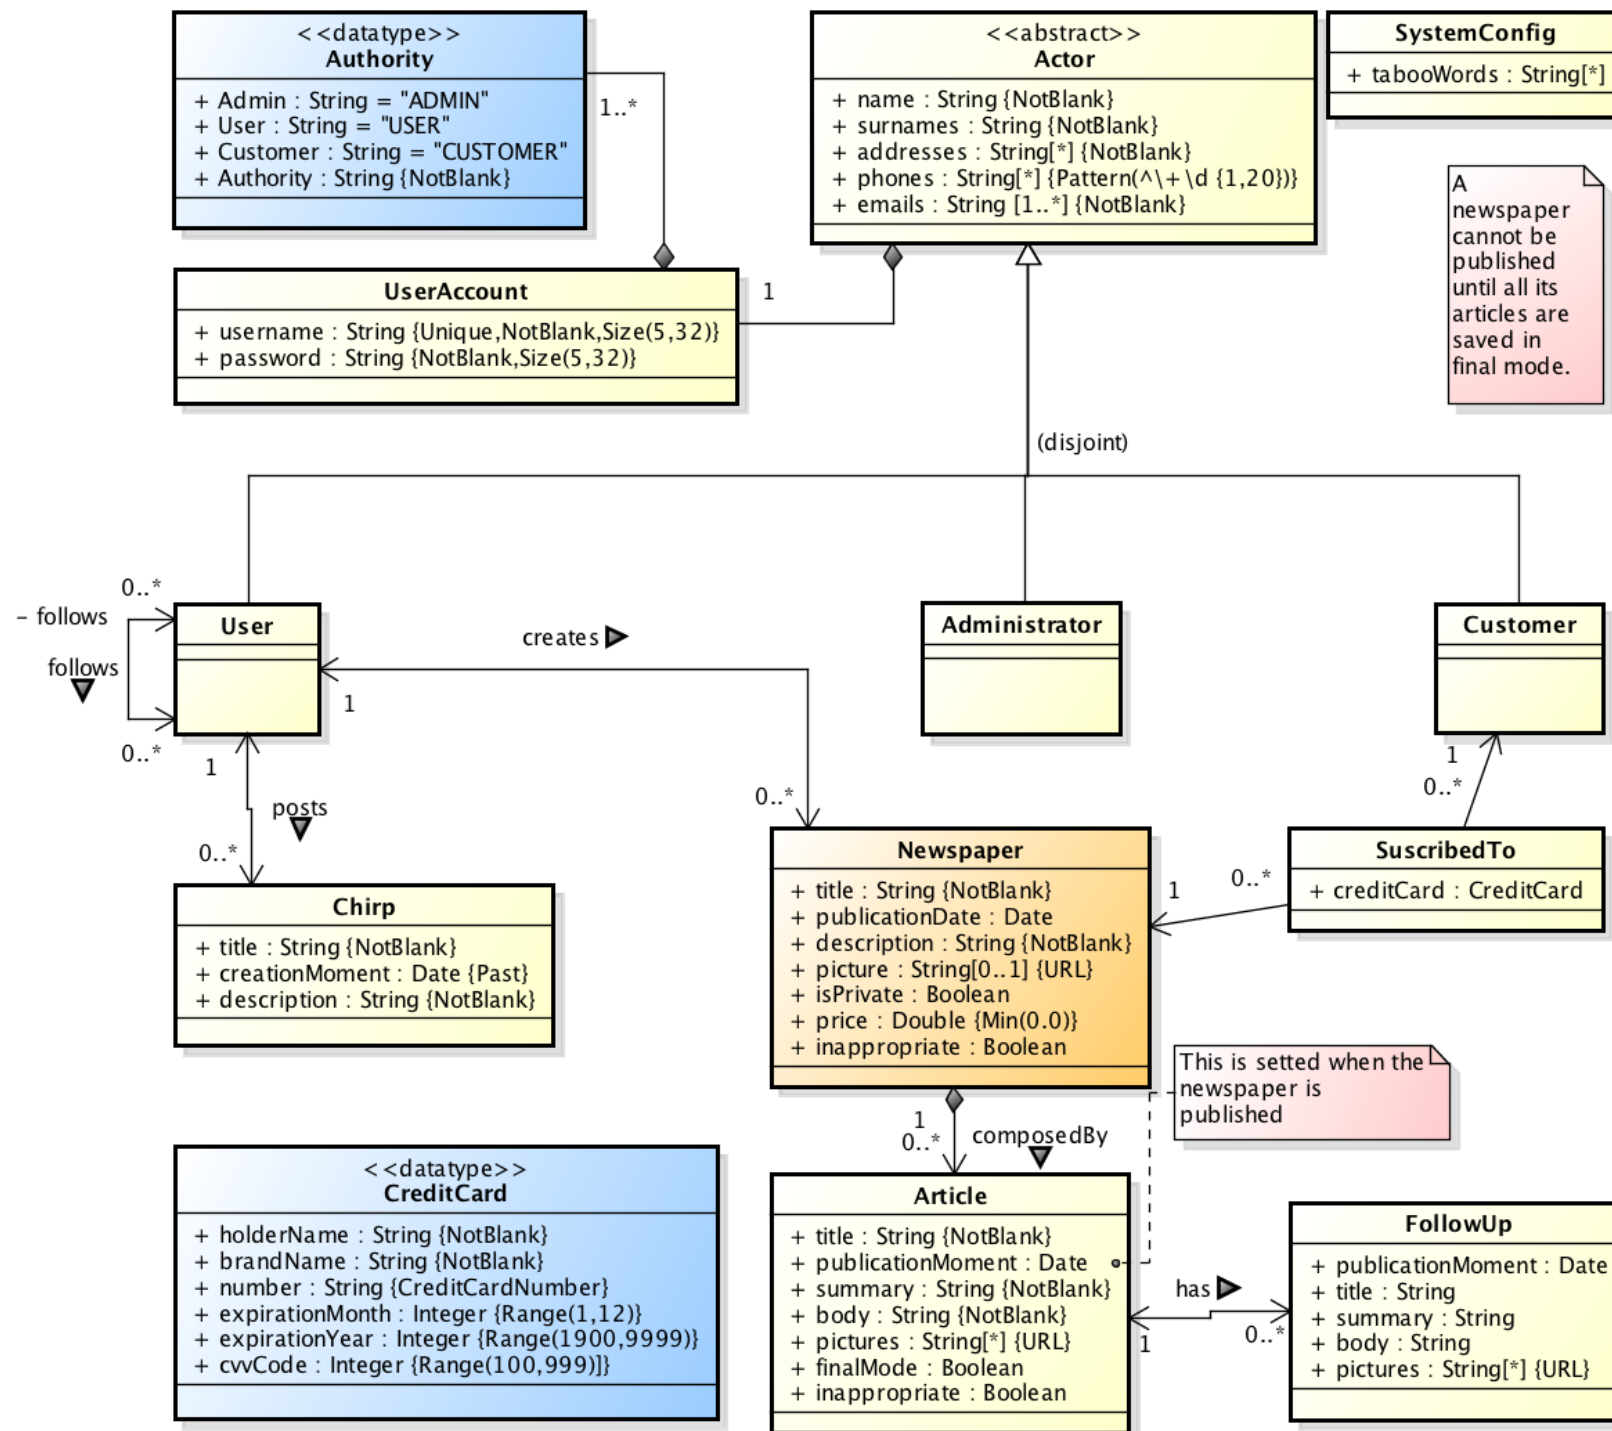 <<datatype>>
Authority
+ Admin : String = "ADMIN"
+ User : String = "USER"
+ Customer : String = "CUSTOMER"
+ Authority : String {NotBlank}
1..*
<<abstract>>
Actor
+ name : String {NotBlank}
+ surnames : String {NotBlank}
+ addresses : String[*] {NotBlank}
+ phones : String[*] {Pattern(^\+\d {1,20})}
+ emails : String [1..*] {NotBlank}
SystemConfig
+ tabooWords : String[*]
A
newspaper
cannot be
published
until all its
articles are
saved in
final mode.
UserAccount
+ username : String {Unique,NotBlank,Size(5,32)}
+ password : String {NotBlank,Size(5,32)}
1
(disjoint)
0..*
– follows
follows
0..*
User
creates
1
0..*
Administrator
Customer
1
0..*
1
posts
0..*
Chirp
+ title : String {NotBlank}
+ creationMoment : Date {Past}
+ description : String {NotBlank}
Newspaper
+ title : String {NotBlank}
+ publicationDate : Date
+ description : String {NotBlank}
+ picture : String[0..1] {URL}
+ isPrivate : Boolean
+ price : Double {Min(0.0)}
+ inappropriate : Boolean
1
0..*
SuscribedTo
+ creditCard : CreditCard
This is setted when the
newspaper is
published
1
0..*
composedBy
<<datatype>>
CreditCard
+ holderName : String {NotBlank}
+ brandName : String {NotBlank}
+ number : String {CreditCardNumber}
+ expirationMonth : Integer {Range(1,12)}
+ expirationYear : Integer {Range(1900,9999)}
+ cvvCode : Integer {Range(100,999)]}
Article
+ title : String {NotBlank}
+ publicationMoment : Date
+ summary : String {NotBlank}
+ body : String {NotBlank}
+ pictures : String[*] {URL}
+ finalMode : Boolean
+ inappropriate : Boolean
has
1
0..*
FollowUp
+ publicationMoment : Date
+ title : String
+ summary : String
+ body : String
+ pictures : String[*] {URL}